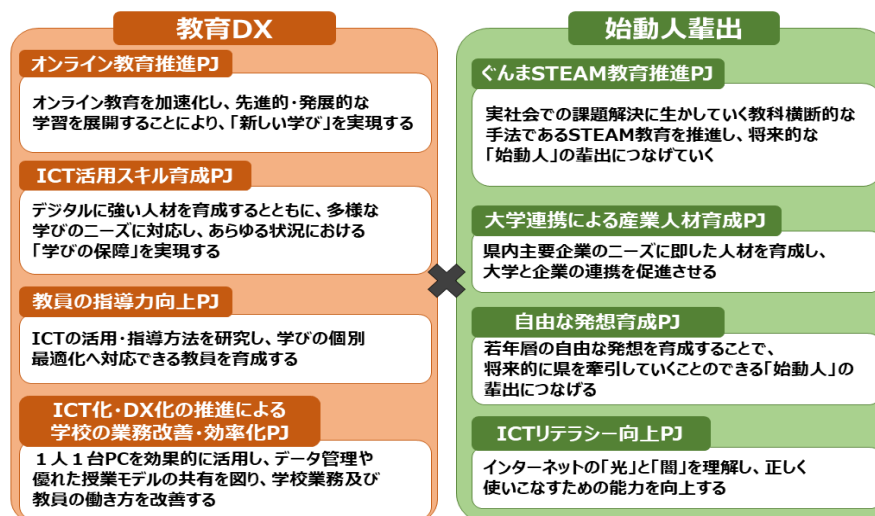 教育DX
オンライン教育推進PJ
オンライン教育を加速化し、先進的・発展的な
学習を展開することにより、「新しい学び」を実現する
ICT活用スキル育成PJ
デジタルに強い人材を育成するとともに、多様な
学びのニーズに対応し、あらゆる状況における
「学びの保障」を実現する
教員の指導力向上PJ
ICTの活用・指導方法を研究し、学びの個別
最適化へ対応できる教員を育成する
ICT化・DX化の推進による
学校の業務改善・効率化PJ
１人１台PCを効果的に活用し、データ管理や
優れた授業モデルの共有を図り、学校業務及び
教員の働き方を改善する
始動人輩出
ぐんまSTEAM教育推進PJ
実社会での課題解決に生かしていく教科横断的な
手法であるSTEAM教育を推進し、将来的な
「始動人」の輩出につなげていく
大学連携による産業人材育成PJ
県内主要企業のニーズに即した人材を育成し、
大学と企業の連携を促進させる
自由な発想育成PJ
若年層の自由な発想を育成することで、
将来的に県を牽引していくことのできる「始動人」の
輩出につなげる
ICTリテラシー向上PJ
インターネットの「光」と「闇」を理解し、正しく
使いこなすための能力を向上する